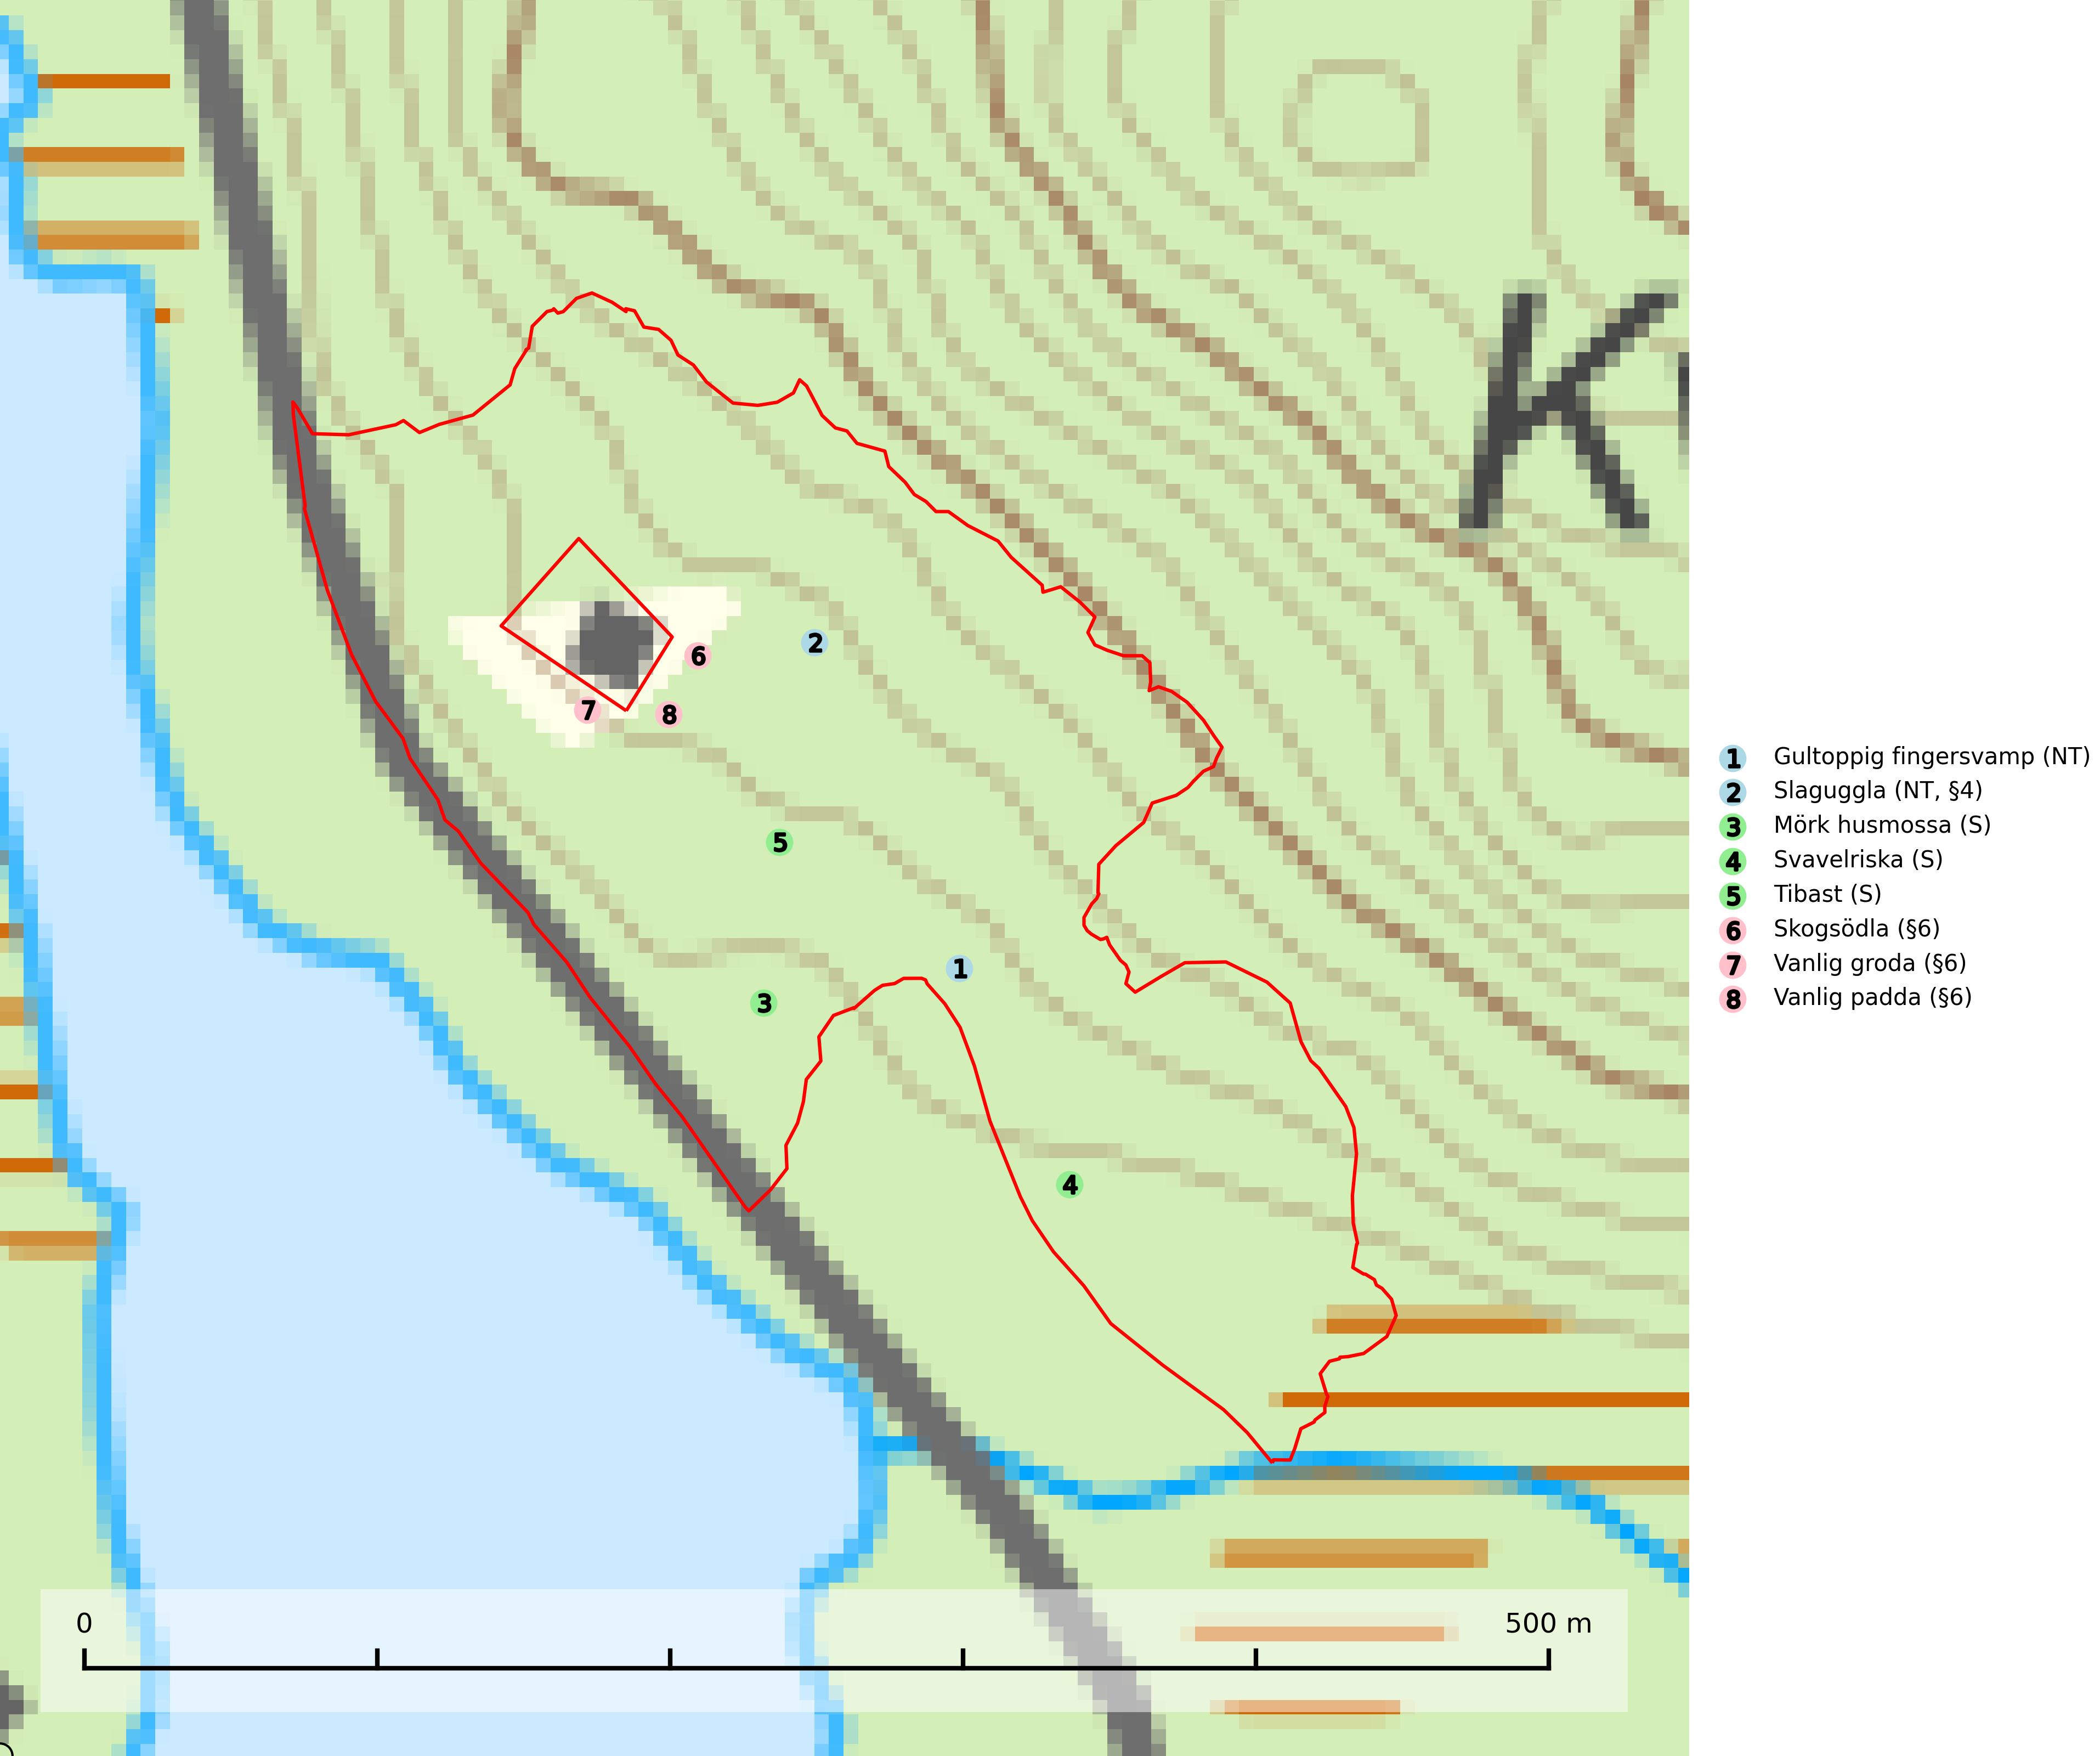 K
2
6
7
8
5
1
3
4
0
500 m
1 Gultoppig fingersvamp (NT)
2 Slaguggla (NT, §4)
3 Mörk husmossa (S)
4 Svavelriska (S)
5 Tibast (S)
6 Skogsödla (§6)
7 Vanlig groda (§6)
8 Vanlig padda (§6)